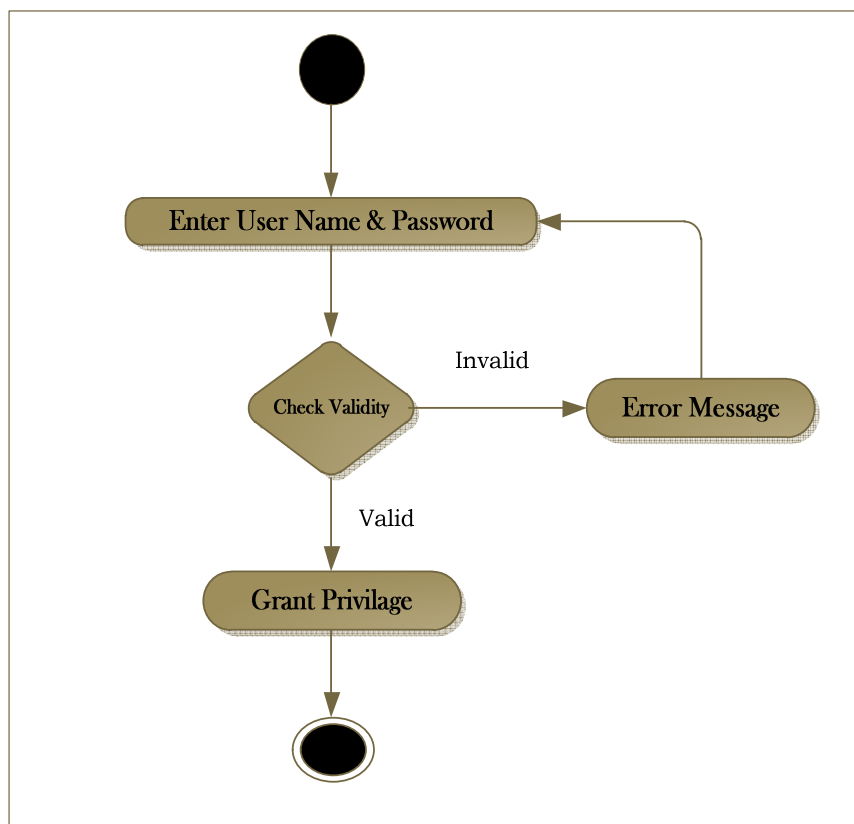 Enter User Name & Password
Invalid
Check Validity
Error Message
Valid
Grant Privilage